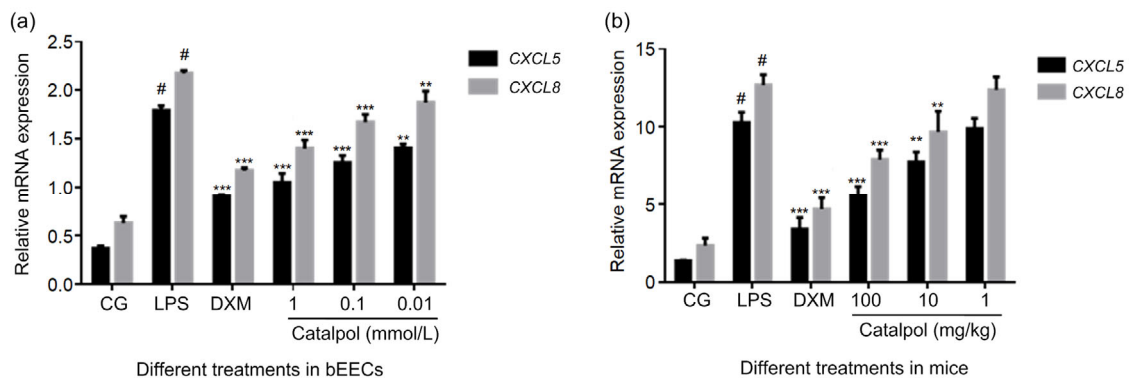 (a)
Relative mRNA expression
2.5
2.0
1.5
1.0
0.5
0.0
# #
*** ***
*** ***
*** ***
** **
CXCL5
CXCL8
CG LPS DXM 1 0.1 0.01
Catalpol (mmol/L)
Different treatments in bEECs
(b)
Relative mRNA expression
15
10
5
0
# #
*** ***
*** ***
** **
CXCL5
CXCL8
CG LPS DXM 100 10 1
Catalpol (mg/kg)
Different treatments in mice